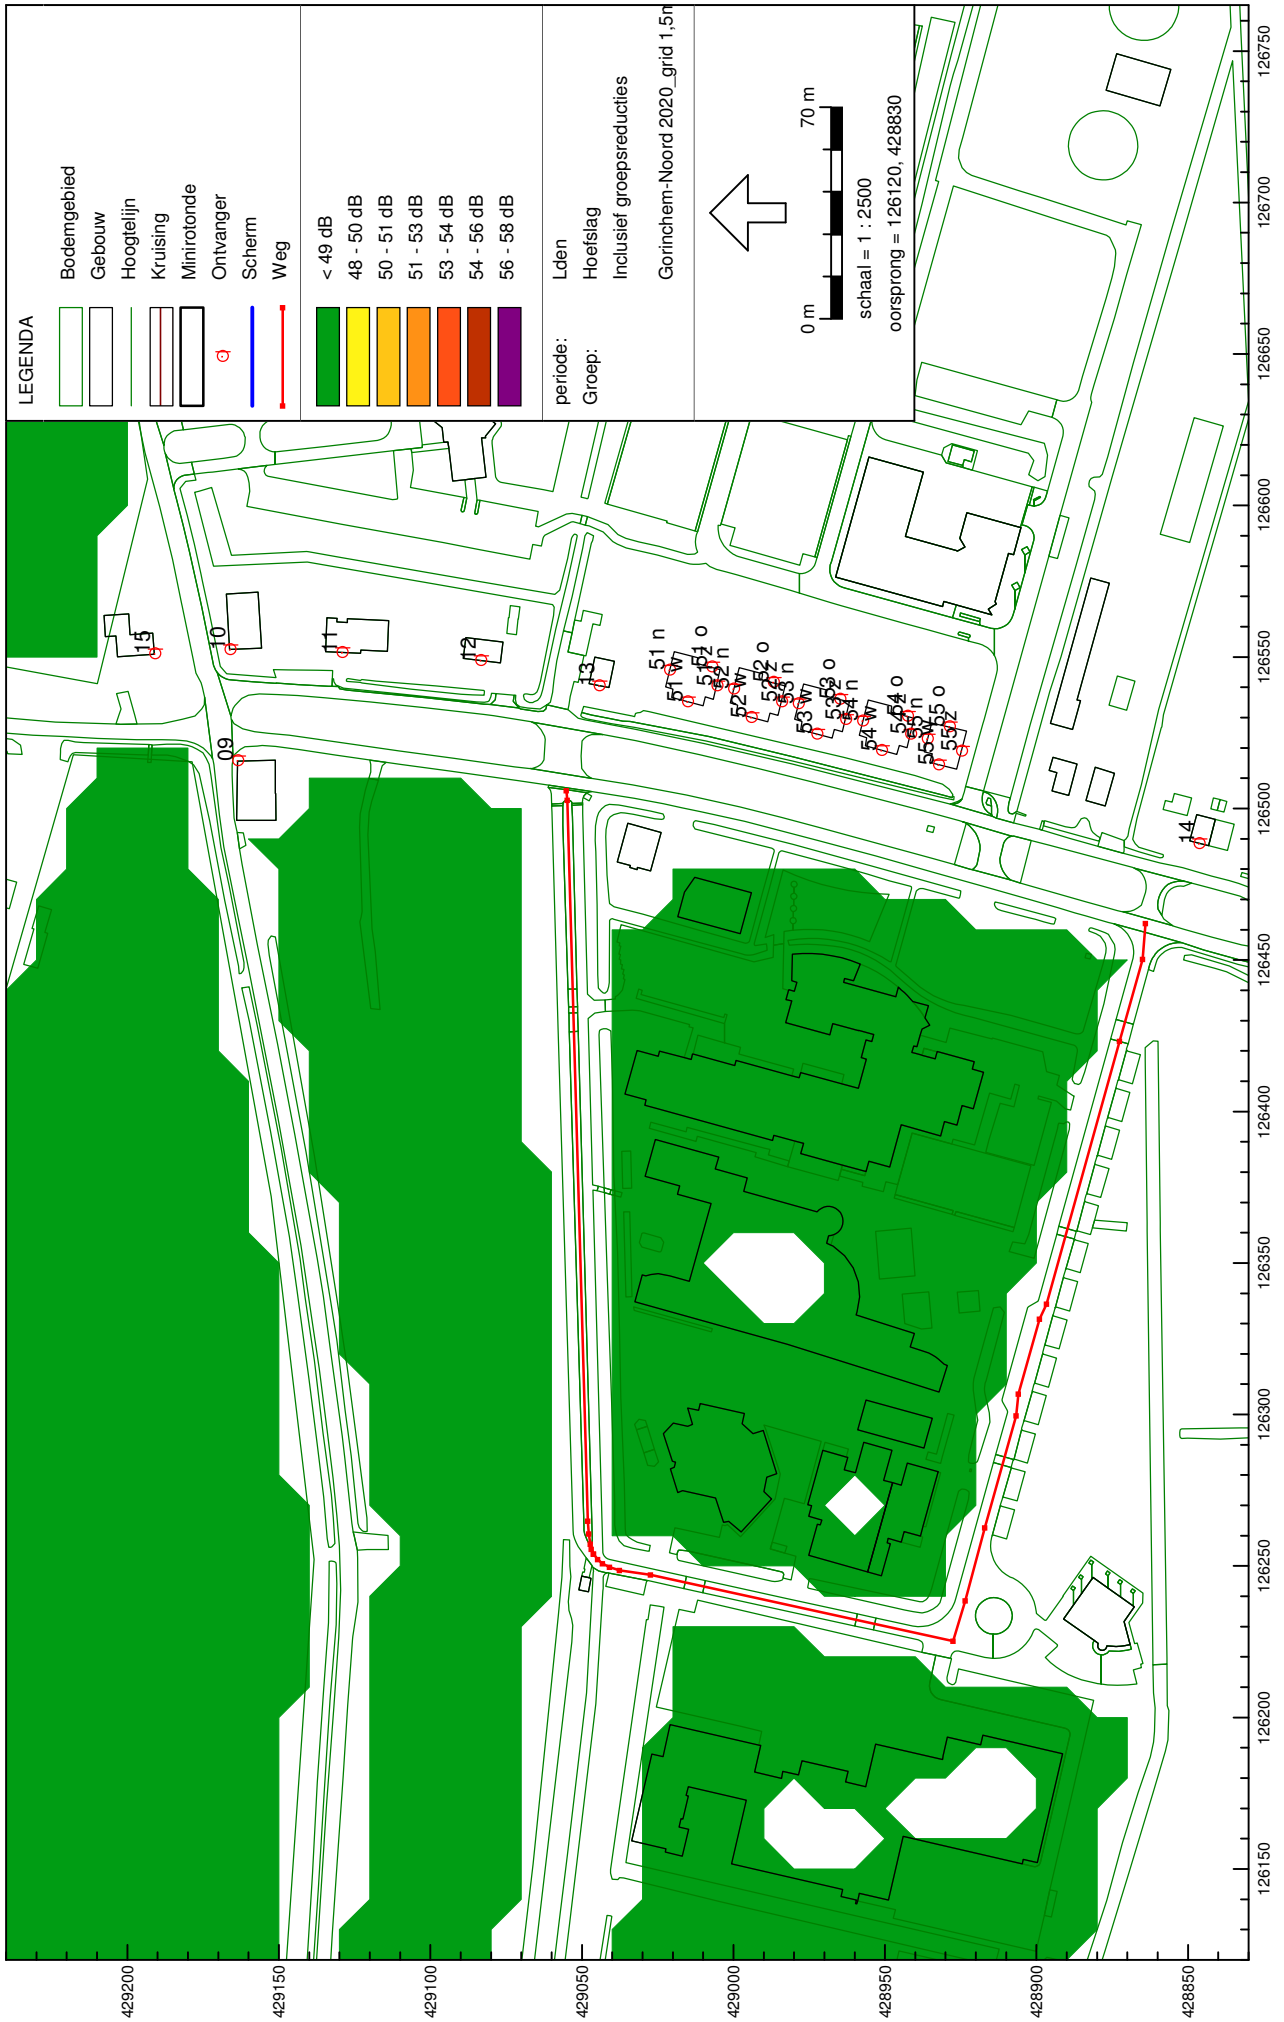 LEGENDA
Bodemgebied
Gebouw
Hoogtelijn
Kruising
Minirotonde
Ontvanger
Scherm
Weg
< 49 dB
48 - 50 dB
50 - 51 dB
51 - 53 dB
53 - 54 dB
54 - 56 dB
56 - 58 dB
periode: Lden
Groep: Hoefslag
Inclusief groepsreducties
Gorinchem-Noord 2020_grid 1,5m
0 m 70 m
schaal = 1 : 2500
oorsprong = 126120, 428830
15
10
09
11
12
13
51 n
51 w
51 o
52 n
52 w
52 o
53 n
53 w
53 o
54 n
54 w
54 o
55 n
55 w
55 o
55 z
14
429200
429150
429100
429050
429000
428950
428900
428850
126150
126200
126250
126300
126350
126400
126450
126500
126550
126600
126650
126700
126750